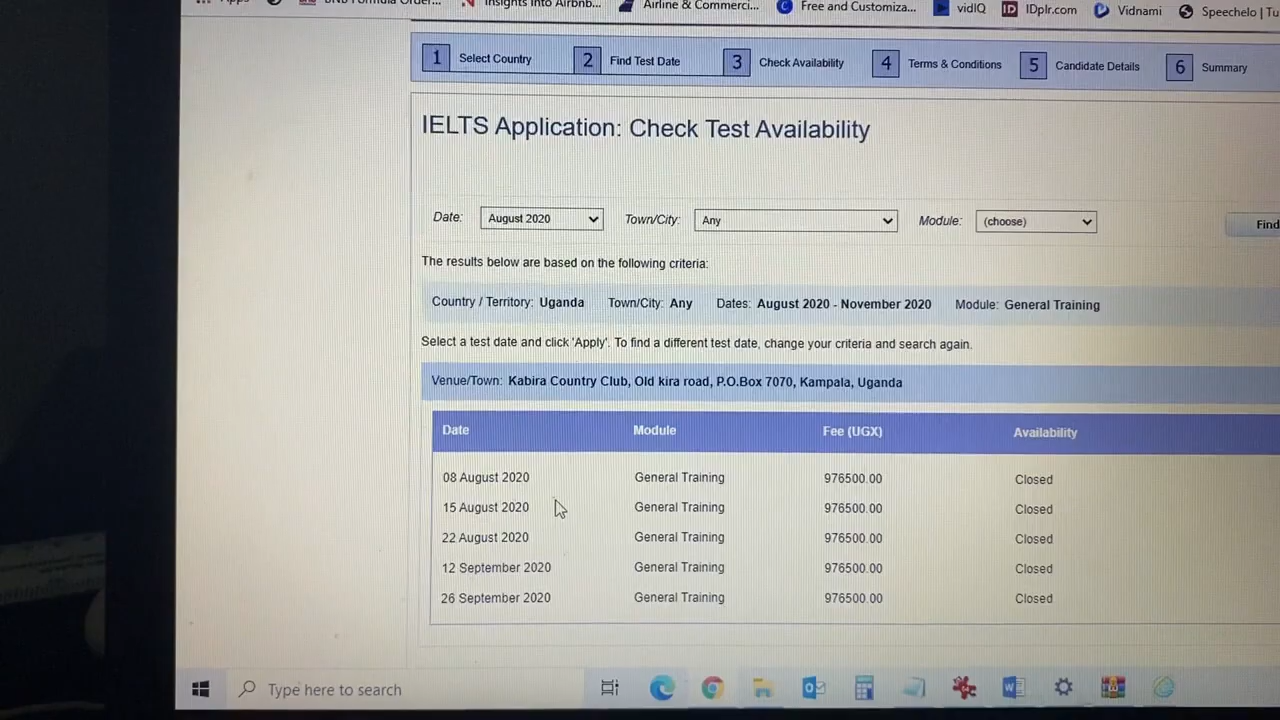 Insights into Airbnb...
Airline & Commerci...
Free and Customiza...
vidIQ
IDplr.com
Vidnami
Speechelo | Tu
1 Select Country 2 Find Test Date 3 Check Availability 4 Terms & Conditions 5 Candidate Details 6 Summary
IELTS Application: Check Test Availability
Date: August 2020 Town/City: Any Module: (choose) Find
The results below are based on the following criteria:
Country / Territory: Uganda Town/City: Any Dates: August 2020 - November 2020 Module: General Training
Select a test date and click 'Apply'. To find a different test date, change your criteria and search again.
Venue/Town: Kabira Country Club, Old kira road, P.O.Box 7070, Kampala, Uganda
Date Module Fee (UGX) Availability
08 August 2020 General Training 976500.00 Closed
15 August 2020 General Training 976500.00 Closed
22 August 2020 General Training 976500.00 Closed
12 September 2020 General Training 976500.00 Closed
26 September 2020 General Training 976500.00 Closed
Type here to search